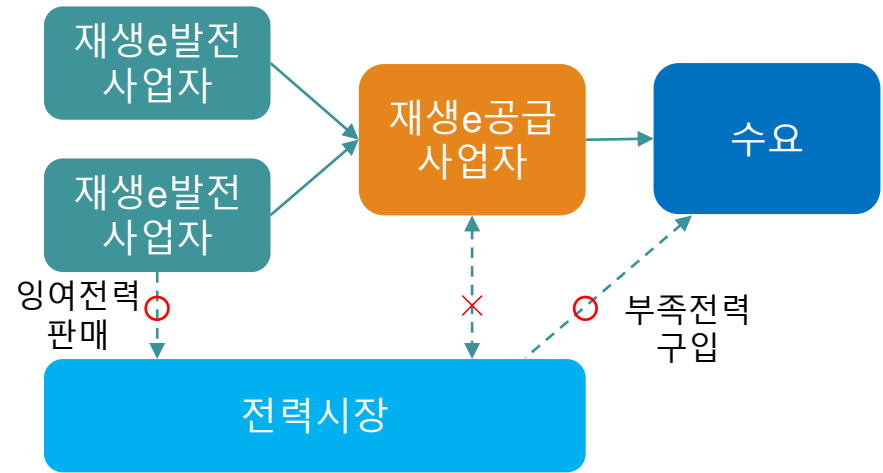 재생e발전
사업자
재생e공급
사업자
수요
재생e발전
사업자
잉여전력
판매
부족전력
구입
전력시장